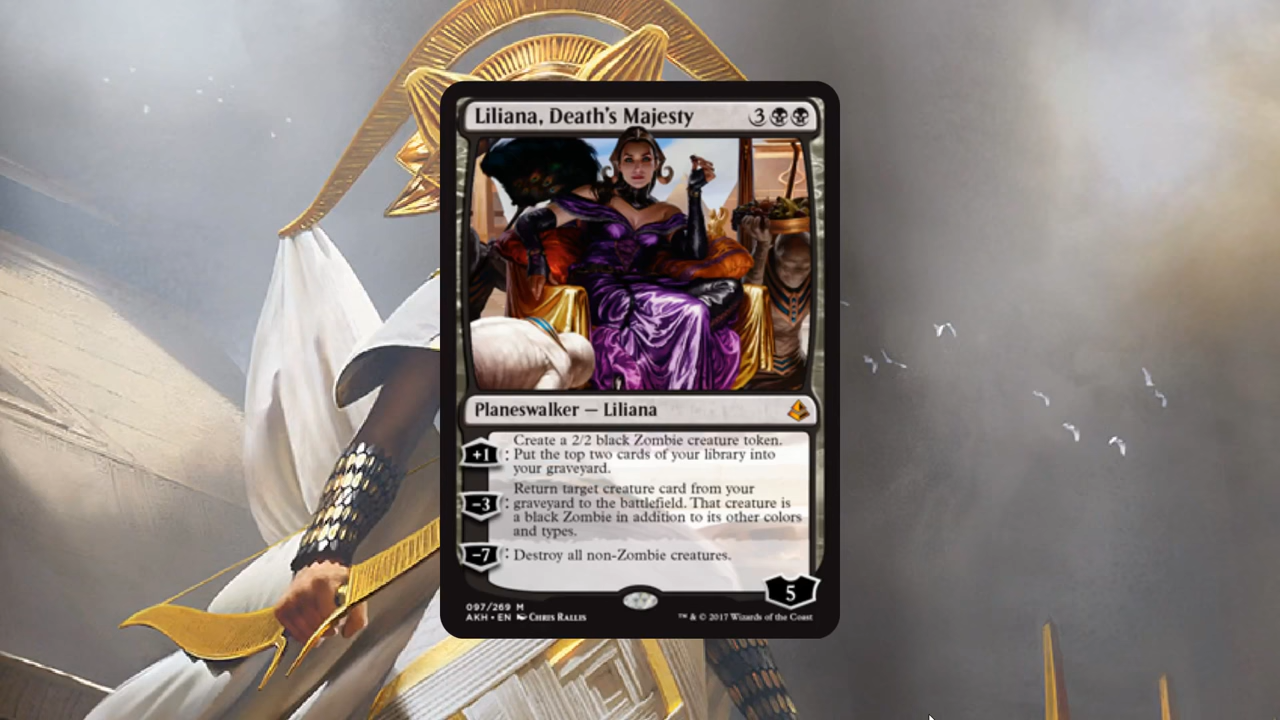 Liliana, Death's Majesty 3
Planeswalker — Liliana
Create a 2/2 black Zombie creature token.
+1: Put the top two cards of your library into
your graveyard.
Return target creature card from your
−3: graveyard to the battlefield. That creature is
a black Zombie in addition to its other colors
and types.
−7: Destroy all non-Zombie creatures.
5
097/269 M
AKH • EN Chris Rallis
™ & © 2017 Wizards of the Coast